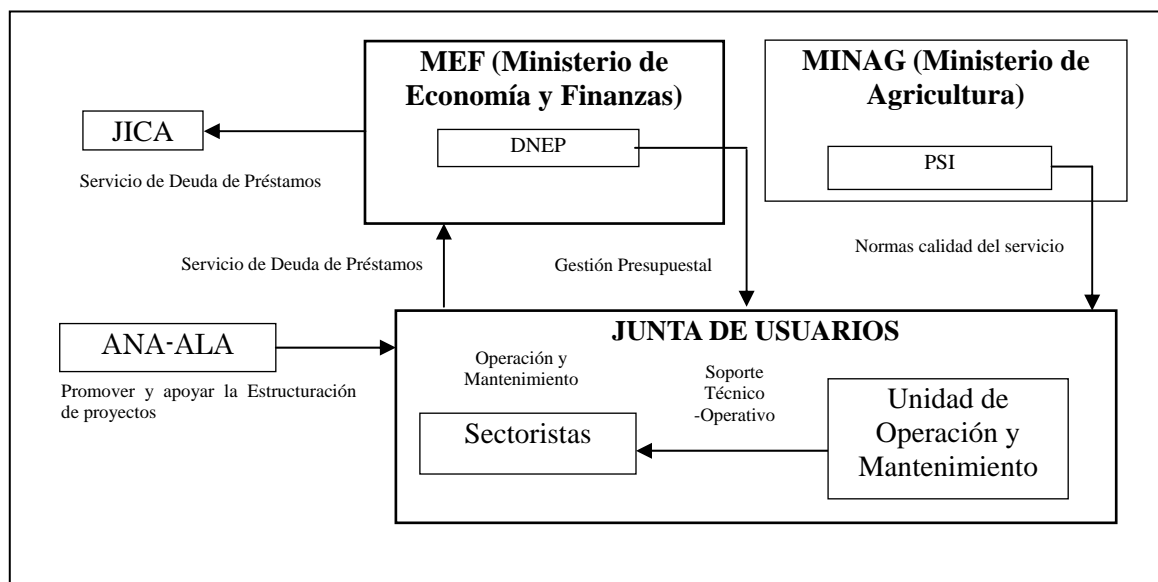 MEF (Ministerio de
Economía y Finanzas)
DNEP
MINAG (Ministerio de
Agricultura)
PSI
JICA
Servicio de Deuda de Préstamos
Servicio de Deuda de Préstamos
Gestión Presupuestal
Normas calidad del servicio
ANA-ALA
Promover y apoyar la Estructuración
de proyectos
JUNTA DE USUARIOS
Operación y
Mantenimiento
Sectoristas
Soporte
Técnico
-Operativo
Unidad de
Operación y
Mantenimiento